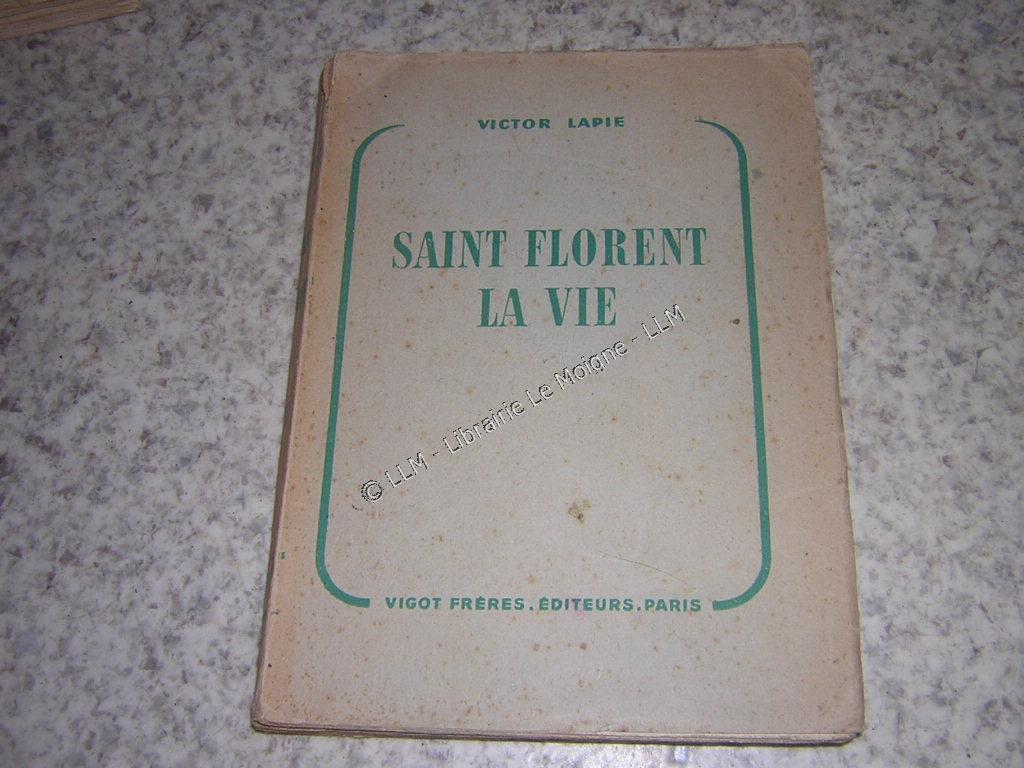 VICTOR LAPIE
SAINT FLORENT
LA VIE
© LLM - Librairie Le Moigne - LLM
VIGOT FRÈRES.ÉDITEURS.PARIS